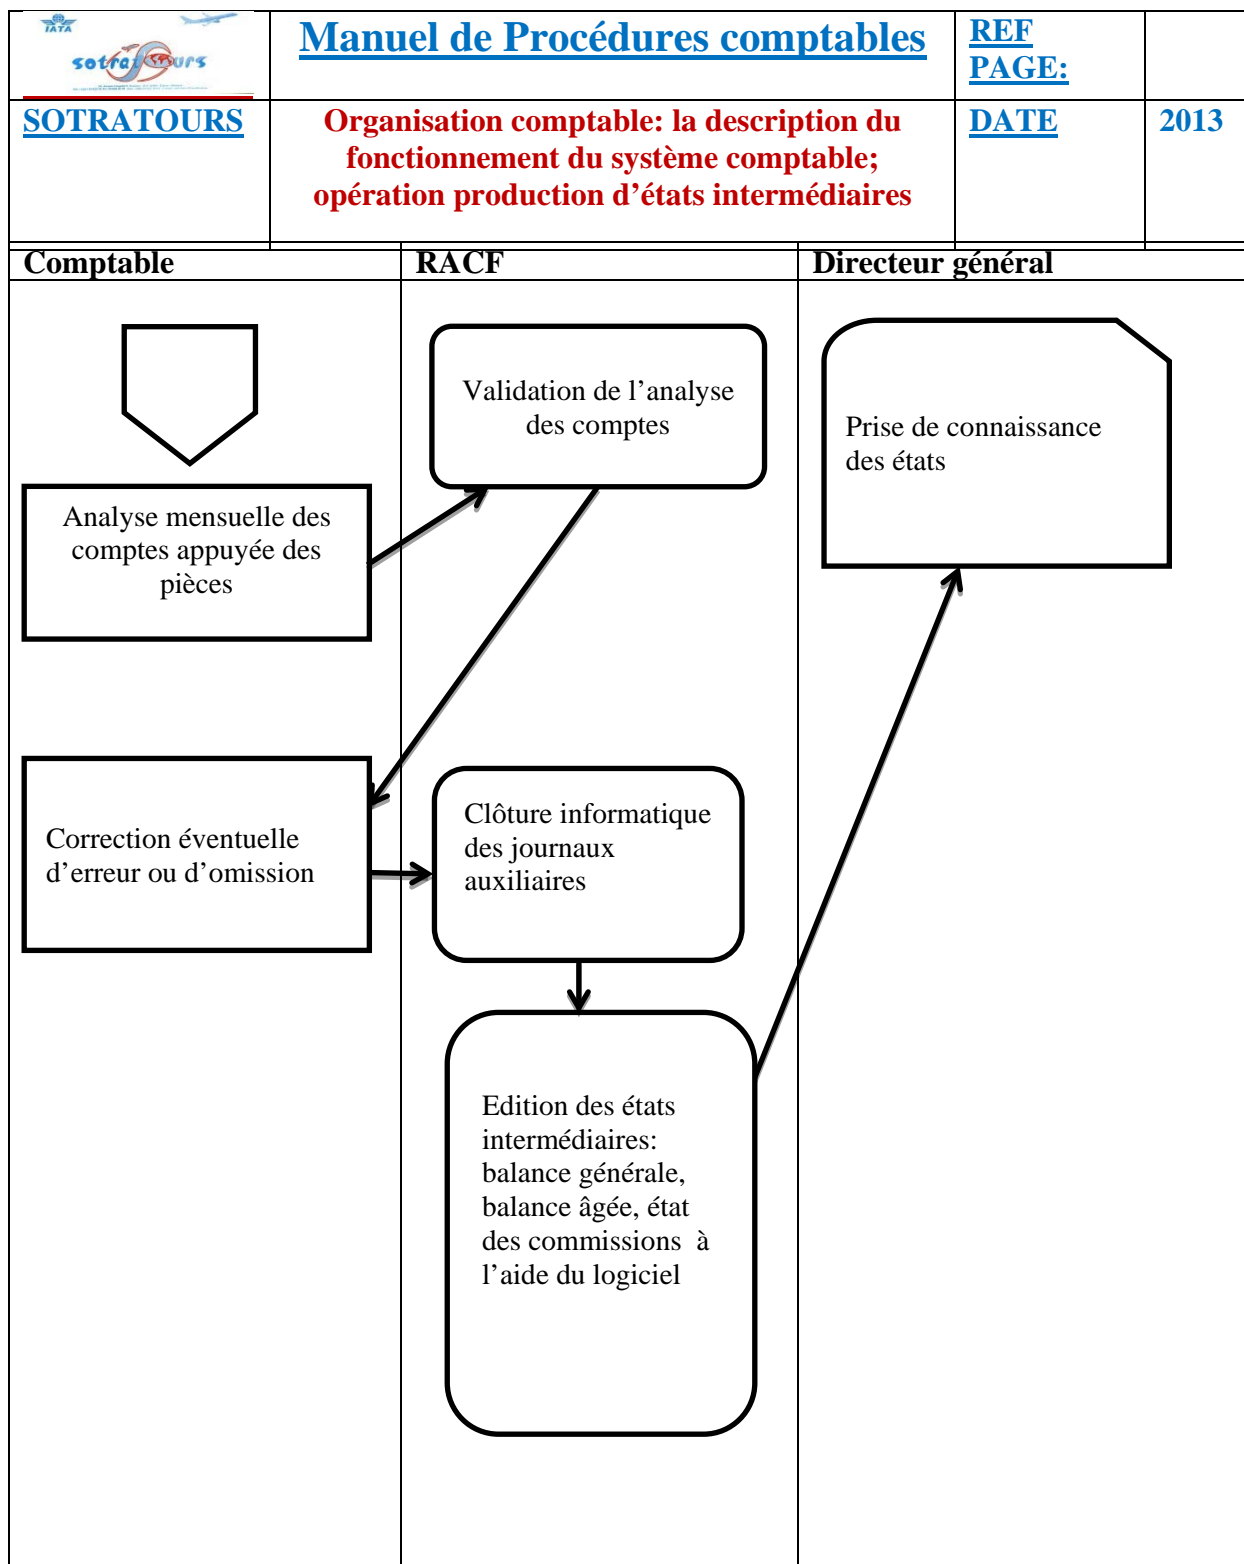 IATA
sotratours
Manuel de Procédures comptables
REF
PAGE:
SOTRATOURS
Organisation comptable: la description du
fonctionnement du système comptable;
opération production d’états intermédiaires
DATE
2013
Comptable
RACF
Directeur général
Validation de l’analyse
des comptes
Prise de connaissance
des états
Analyse mensuelle des
comptes appuyée des
pièces
Correction éventuelle
d’erreur ou d’omission
Clôture informatique
des journaux
auxiliaires
Edition des états
intermédiaires:
balance générale,
balance âgée, état
des commissions à
l’aide du logiciel